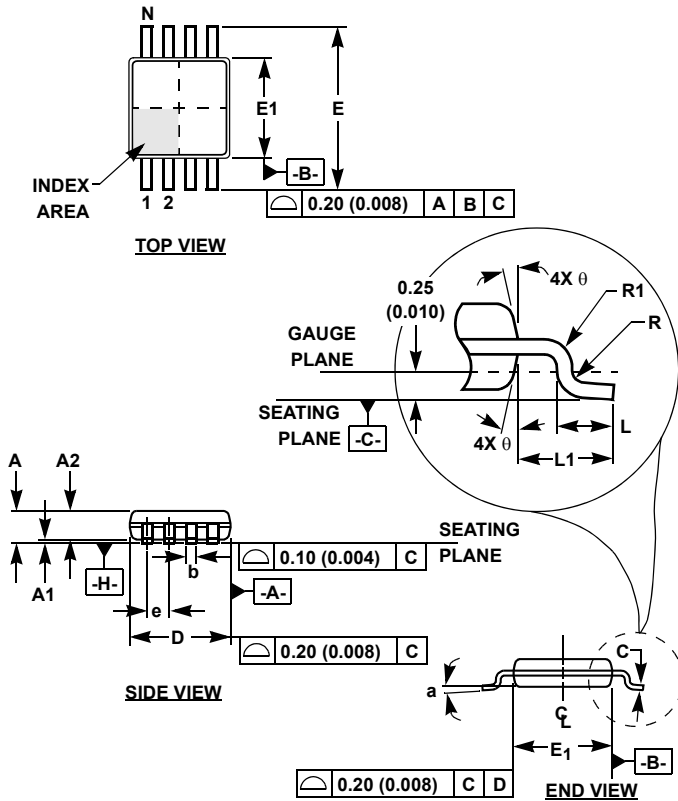 N
E1
E
-B-
INDEX
AREA
1 2
⌓ 0.20 (0.008) A B C
TOP VIEW
0.25
(0.010)
4X θ
R1
R
GAUGE
PLANE
SEATING
PLANE
-C-
4X θ
L
L1
A
A2
SEATING
PLANE
⌓ 0.10 (0.004) C
A1
-H-
b
-A-
e
D
⌓ 0.20 (0.008) C
SIDE VIEW
C
a
CL
E1
-B-
⌓ 0.20 (0.008) C D
END VIEW